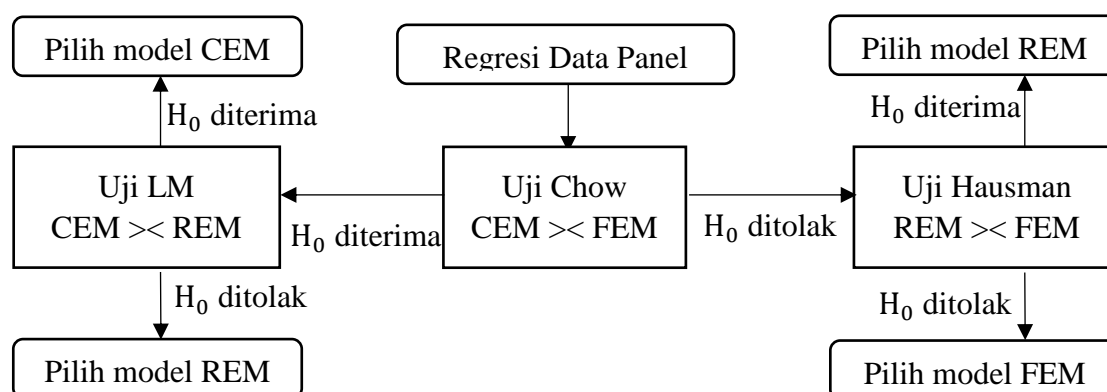 Pilih model CEM
Regresi Data Panel
Pilih model REM
H₀ diterima
H₀ diterima
Uji LM
CEM >< REM
Uji Chow
CEM >< FEM
Uji Hausman
REM >< FEM
H₀ diterima
H₀ ditolak
H₀ ditolak
H₀ ditolak
Pilih model REM
Pilih model FEM